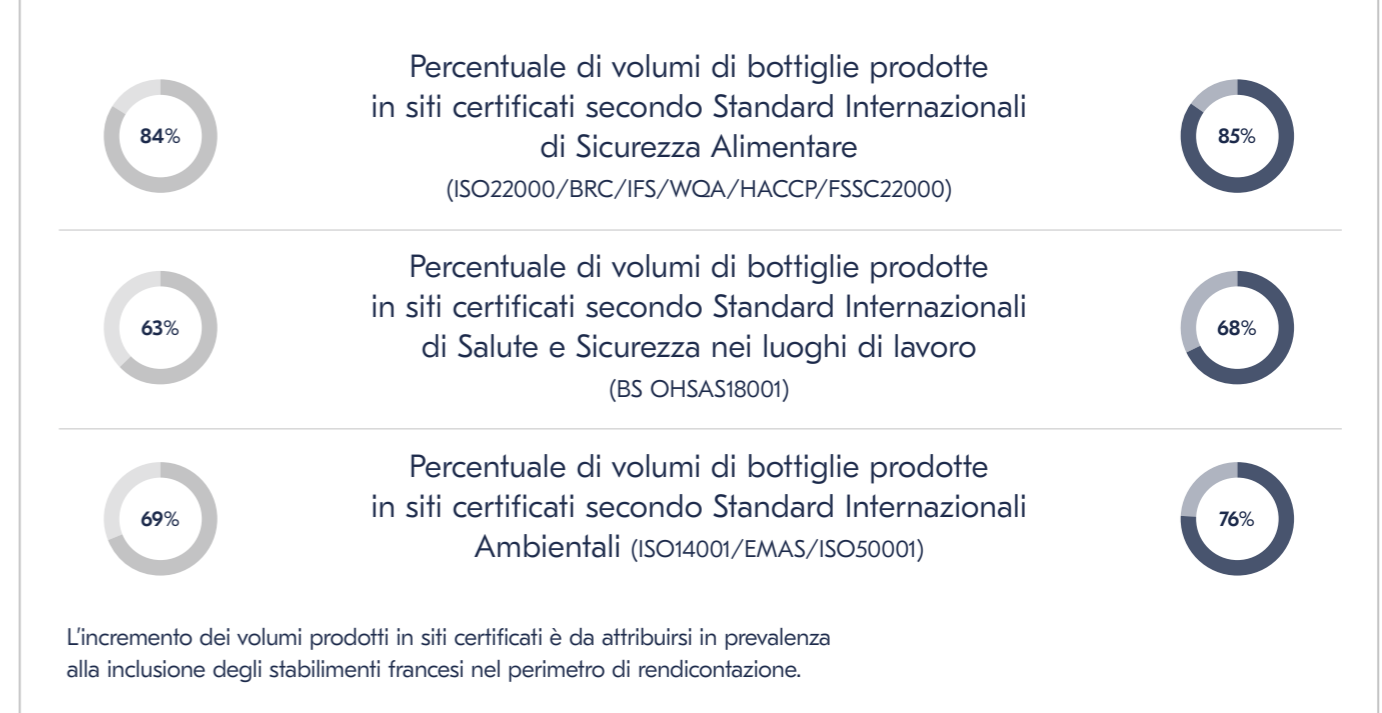 Percentuale di volumi di bottiglie prodotte
in siti certificati secondo Standard Internazionali
di Sicurezza Alimentare
(ISO22000/BRC/IFS/WQA/HACCP/FSSC22000)
84%
85%
Percentuale di volumi di bottiglie prodotte
in siti certificati secondo Standard Internazionali
di Salute e Sicurezza nei luoghi di lavoro
(BS OHSAS18001)
63%
68%
Percentuale di volumi di bottiglie prodotte
in siti certificati secondo Standard Internazionali
Ambientali (ISO14001/EMAS/ISO50001)
69%
76%
L'incremento dei volumi prodotti in siti certificati è da attribuirsi in prevalenza
alla inclusione degli stabilimenti francesi nel perimetro di rendicontazione.